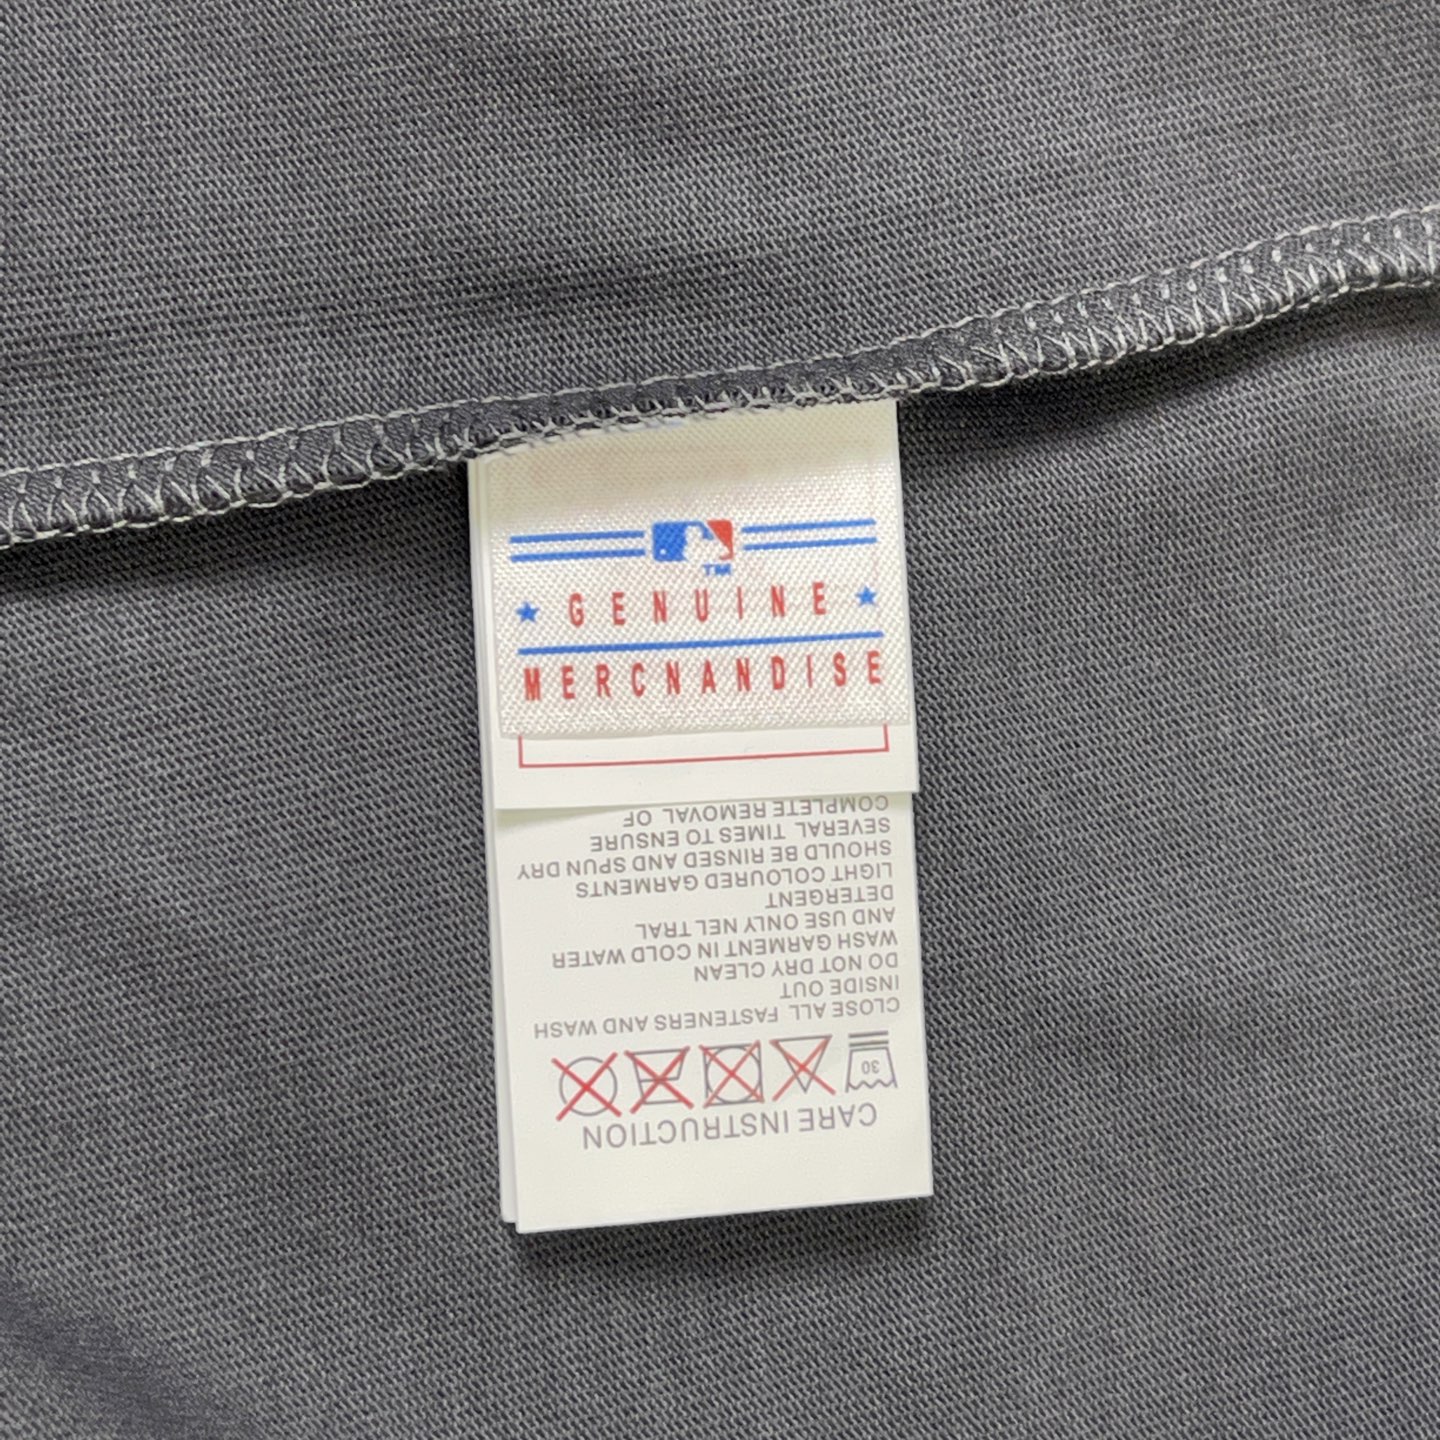 TM
GENUINE
MERCNANDISE
CARE INSTRUCTION
30
CLOSE ALL FASTENERS AND WASH
INSIDE OUT
DO NOT DRY CLEAN
WASH GARMENT IN COLD WATER
AND USE ONLY NEL TRAL
DETERGENT
LIGHT COLOURED GARMENTS
SHOULD BE RINSED AND SPUN DRY
SEVERAL TIMES TO ENSURE
COMPLETE REMOVAL OF